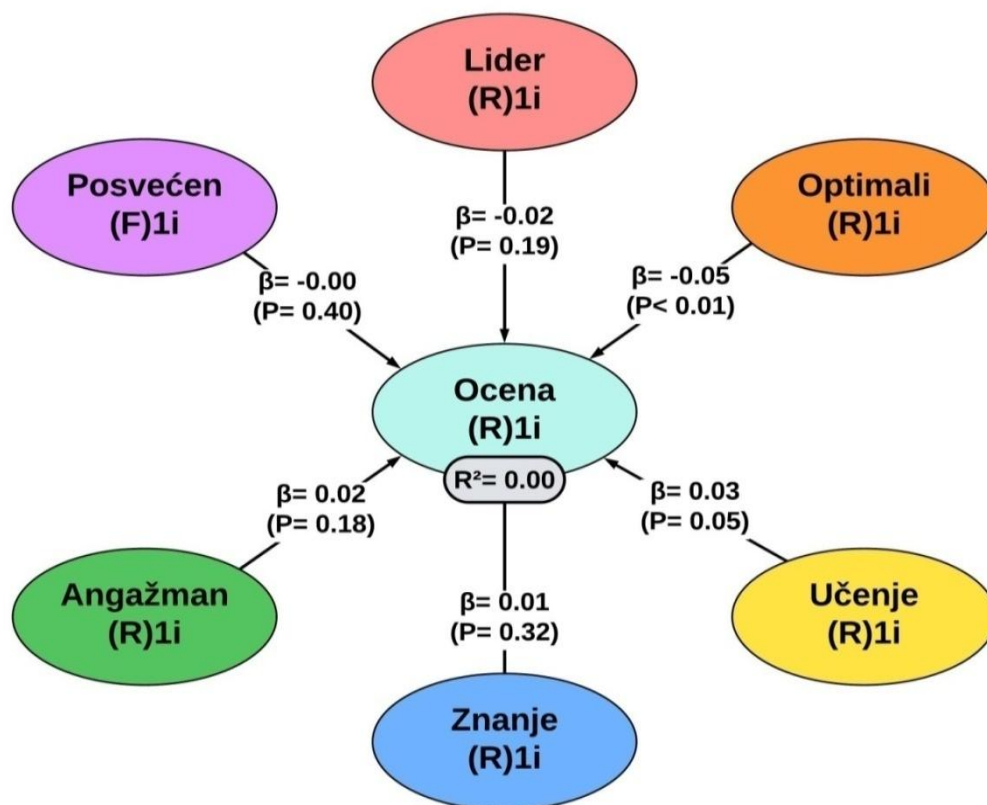 Lider
(R)1i
Posvećen
(F)1i
Optimali
(R)1i
β= -0.02
(P= 0.19)
β= -0.00
(P= 0.40)
β= -0.05
(P< 0.01)
Ocena
(R)1i
R²= 0.00
β= 0.02
(P= 0.18)
β= 0.03
(P= 0.05)
Angažman
(R)1i
β= 0.01
(P= 0.32)
Učenje
(R)1i
Znanje
(R)1i